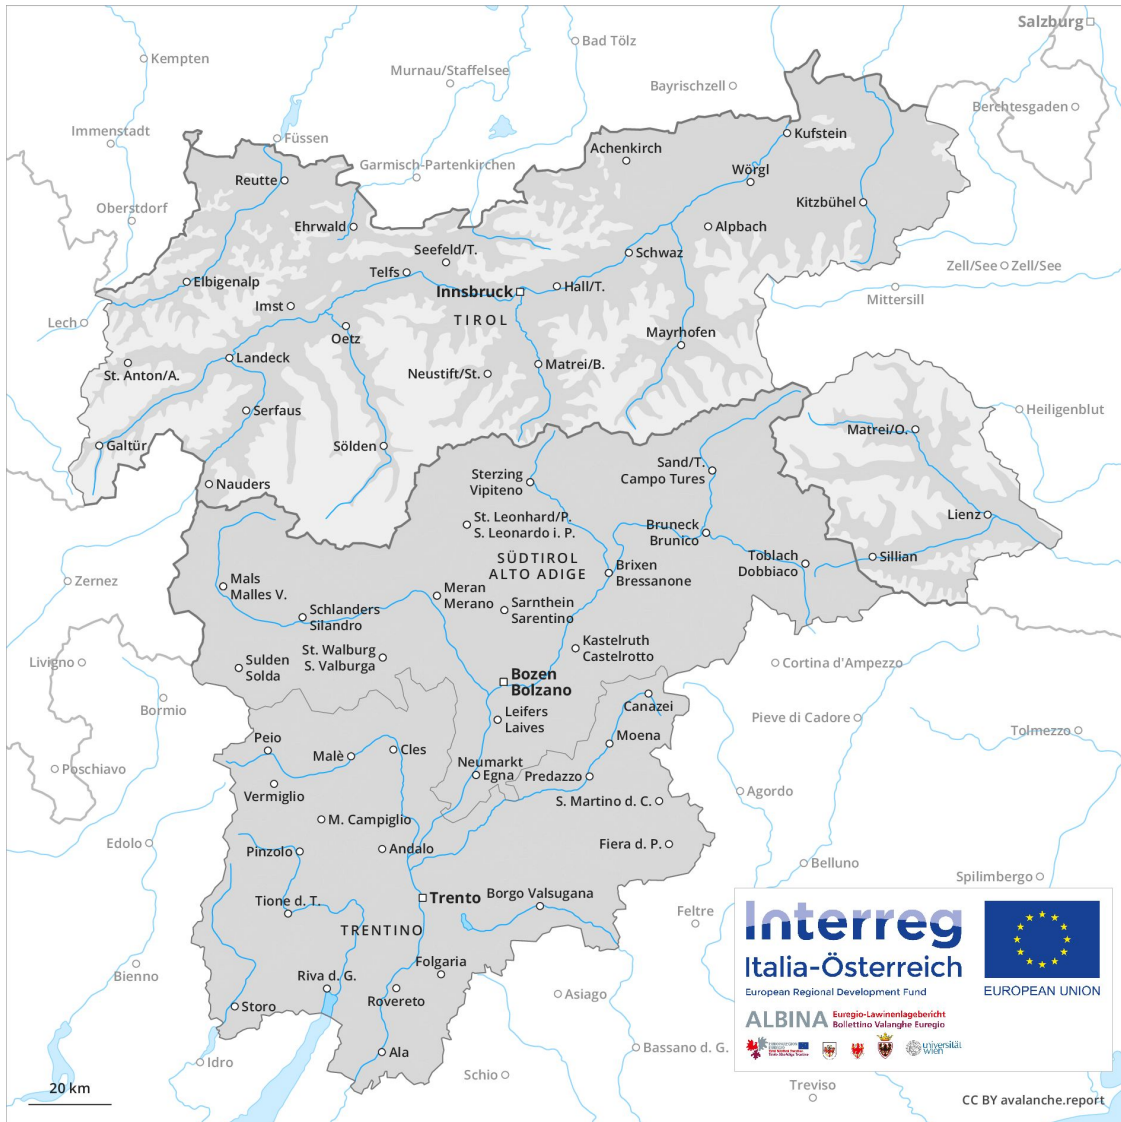 Salzburg
Bad Tölz
Kempten
Murnau/Staffelsee
Bayrischzell
Berchtesgaden
Immenstadt
Füssen
Kufstein
Achenkirch
Garmisch-Partenkirchen
Wörgl
Reutte
Kitzbühel
Oberstdorf
Ehrwald
Alpbach
Seefeld/T.
Schwaz
Zell/See
Zell/See
Telfs
Elbigenalp
Hall/T.
Innsbruck
Mittersill
Imst
TIROL
Lech
Mayrhofen
Oetz
Landeck
Matrei/B.
St. Anton/A.
Neustift/St.
Serfaus
Heiligenblut
Matrei/O.
Galtür
Sölden
Sand/T.
Campo Tures
Sterzing
Vipiteno
Nauders
Lienz
St. Leonhard/P.
S. Leonardo i. P.
Bruneck
Brunico
SÜDTIROL
ALTO ADIGE
Toblach
Dobbiaco
Sillian
Brixen
Bressanone
Zernez
Mals
Malles V.
Meran
Merano
Sarnthein
Sarentino
Schlanders
Silandro
Kastelruth
Castelrotto
St. Walburg
S. Valburga
Livigno
Sulden
Solda
Cortina d'Ampezzo
Bozen
Bolzano
Canazei
Bormio
Leifers
Laives
Pieve di Cadore
Tolmezzo
Moena
Peio
Cles
Malè
Neumarkt
Egna
Predazzo
Poschiavo
Vermiglio
Agordo
S. Martino d. C.
M. Campiglio
Edolo
Fiera d. P.
Pinzolo
Andalo
Belluno
Spilimbergo
Trento
Borgo Valsugana
Tione d. T.
Feltre
TRENTINO
Interreg
Italia-Österreich
European Regional Development Fund
EUROPEAN UNION
Folgaria
Bienno
Riva d. G.
Rovereto
Asiago
Storo
ALBINA
Euregio-Lawinenlagebericht
Bollettino Valanghe Euregio
universität
wien
Ala
Idro
Bassano d. G.
Schio
Treviso
20 km
CC BY avalanche.report